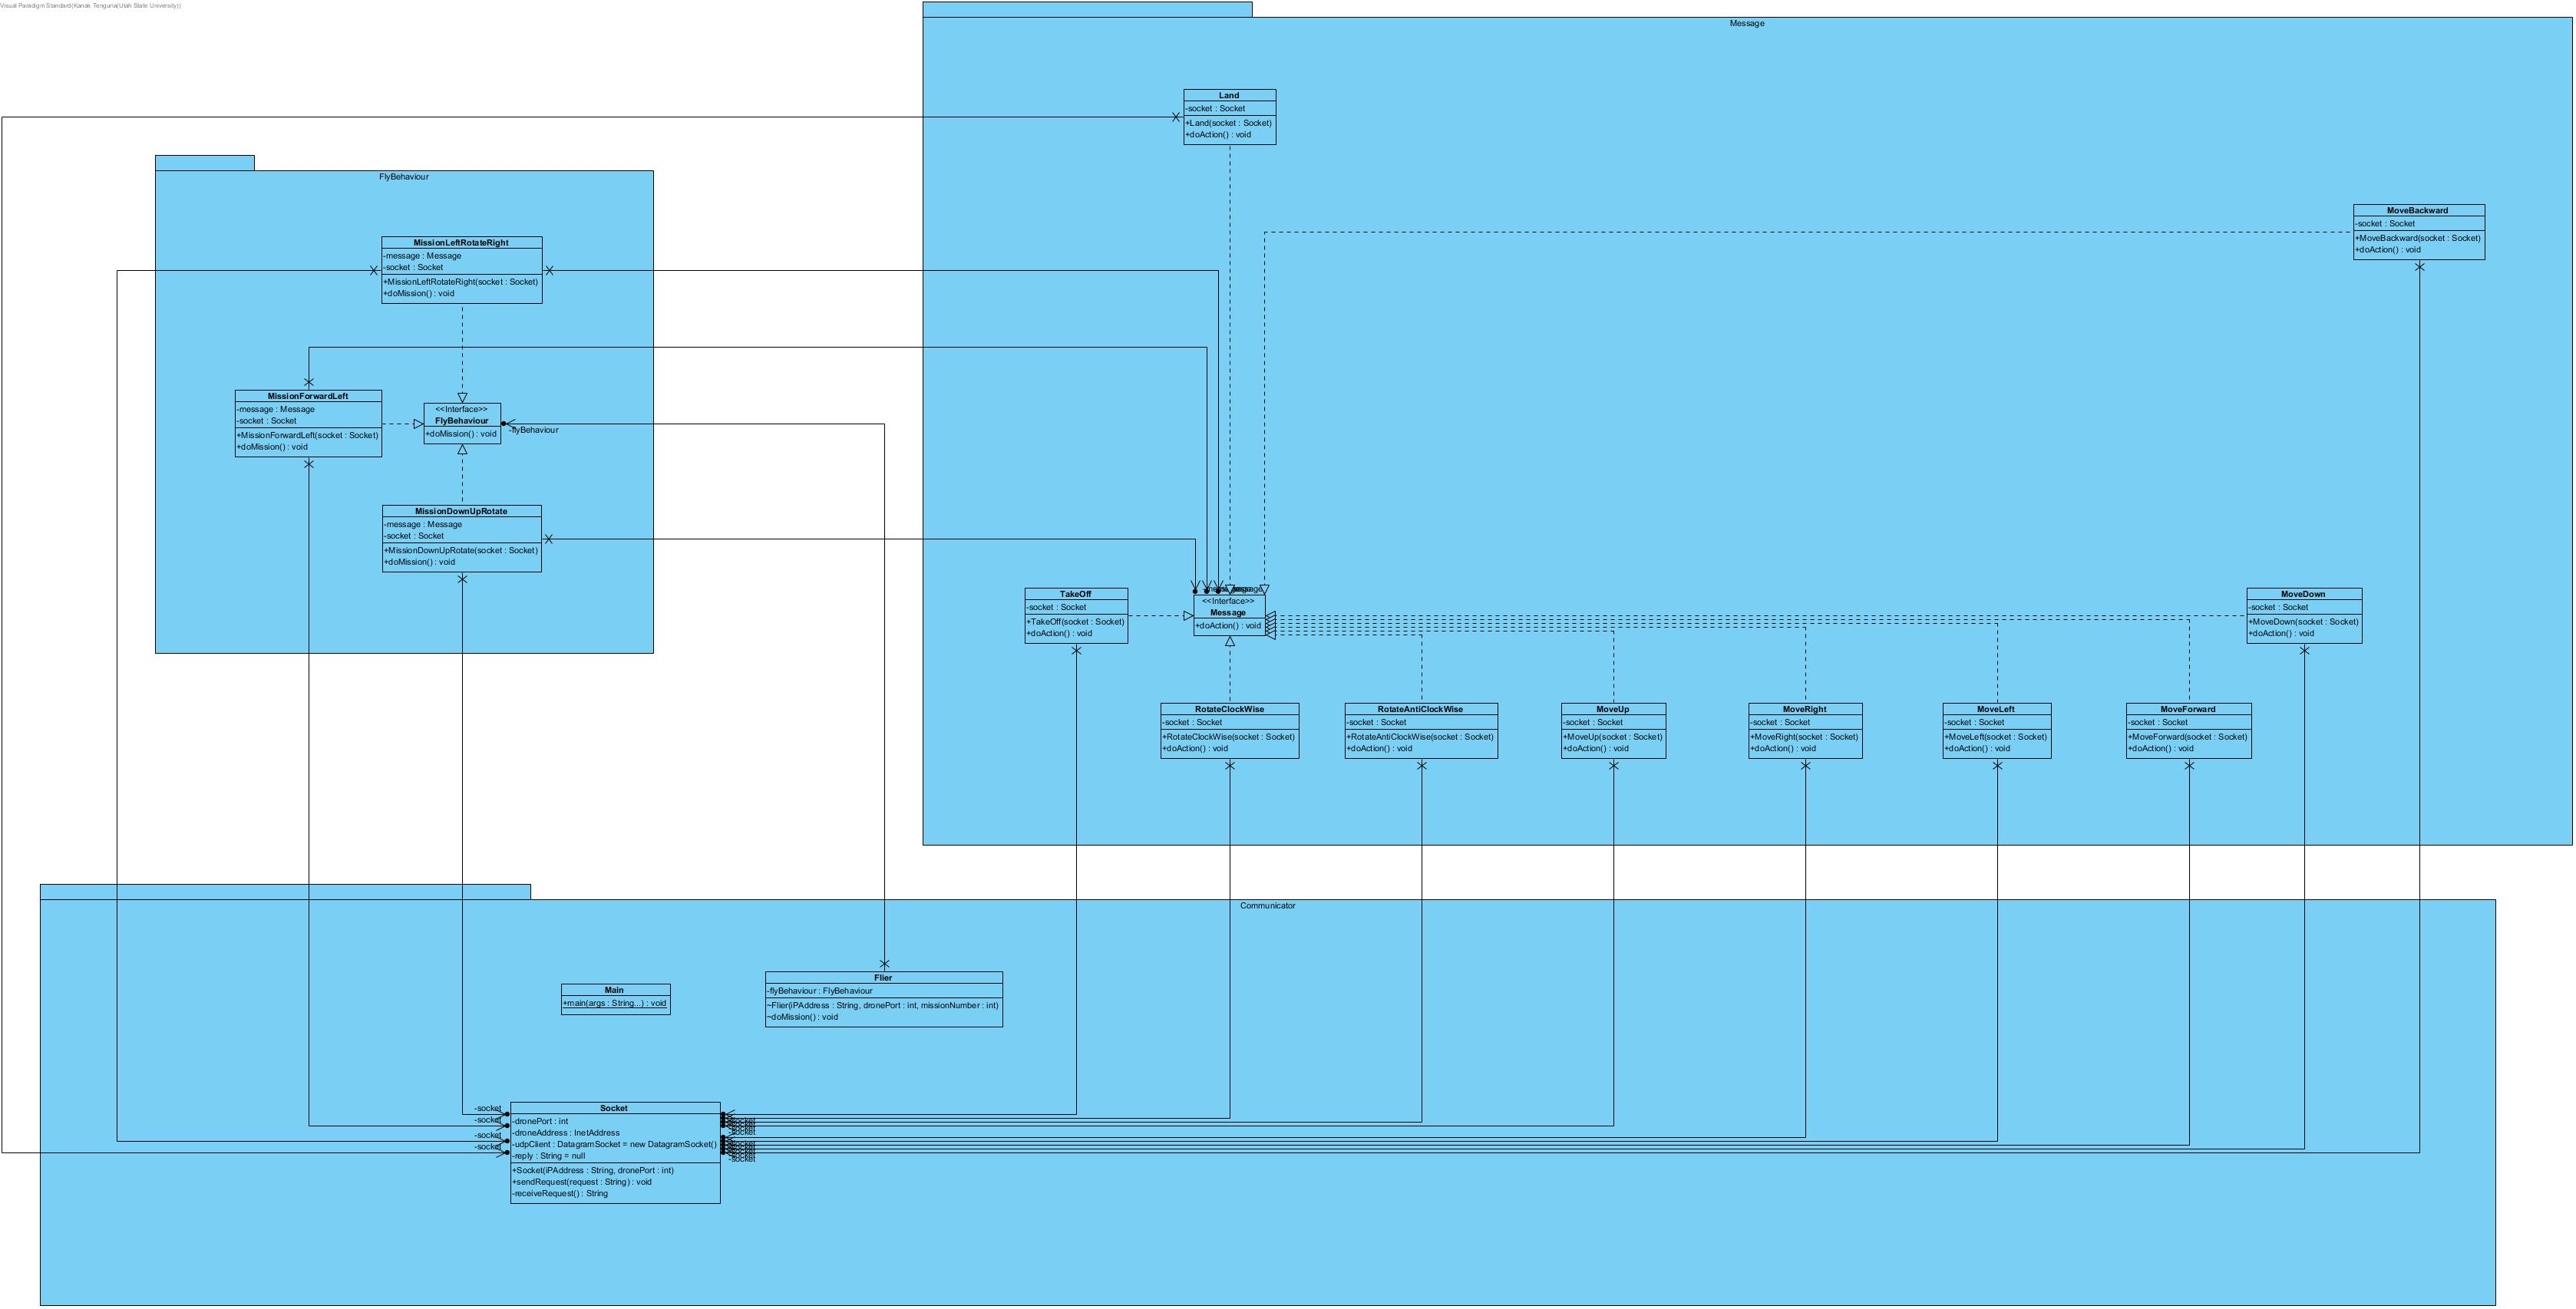 Visual Paradigm Standard(Kanak Tenguria(Utah State University))
Message
Land
-socket : Socket
+Land(socket : Socket)
+doAction() : void
FlyBehaviour
MoveBackward
-socket : Socket
+MoveBackward(socket : Socket)
+doAction() : void
MissionLeftRotateRight
-message : Message
-socket : Socket
+MissionLeftRotateRight(socket : Socket)
+doMission() : void
MissionForwardLeft
-message : Message
-socket : Socket
+MissionForwardLeft(socket : Socket)
+doMission() : void
<<Interface>>
FlyBehaviour
+doMission() : void
-flyBehaviour
MissionDownUpRotate
-message : Message
-socket : Socket
+MissionDownUpRotate(socket : Socket)
+doMission() : void
TakeOff
-socket : Socket
+TakeOff(socket : Socket)
+doAction() : void
<<Interface>>
Message
+doAction() : void
MoveDown
-socket : Socket
+MoveDown(socket : Socket)
+doAction() : void
RotateClockWise
-socket : Socket
+RotateClockWise(socket : Socket)
+doAction() : void
RotateAntiClockWise
-socket : Socket
+RotateAntiClockWise(socket : Socket)
+doAction() : void
MoveUp
-socket : Socket
+MoveUp(socket : Socket)
+doAction() : void
MoveRight
-socket : Socket
+MoveRight(socket : Socket)
+doAction() : void
MoveLeft
-socket : Socket
+MoveLeft(socket : Socket)
+doAction() : void
MoveForward
-socket : Socket
+MoveForward(socket : Socket)
+doAction() : void
Communicator
Main
+main(args : String...) : void
Flier
-flyBehaviour : FlyBehaviour
~Flier(iPAddress : String, dronePort : int, missionNumber : int)
~doMission() : void
-socket
-socket
-socket
-socket
Socket
-dronePort : int
-droneAddress : InetAddress
-udpClient : DatagramSocket = new DatagramSocket()
-reply : String = null
+Socket(iPAddress : String, dronePort : int)
+sendRequest(request : String) : void
-receiveRequest() : String
-socket
-socket